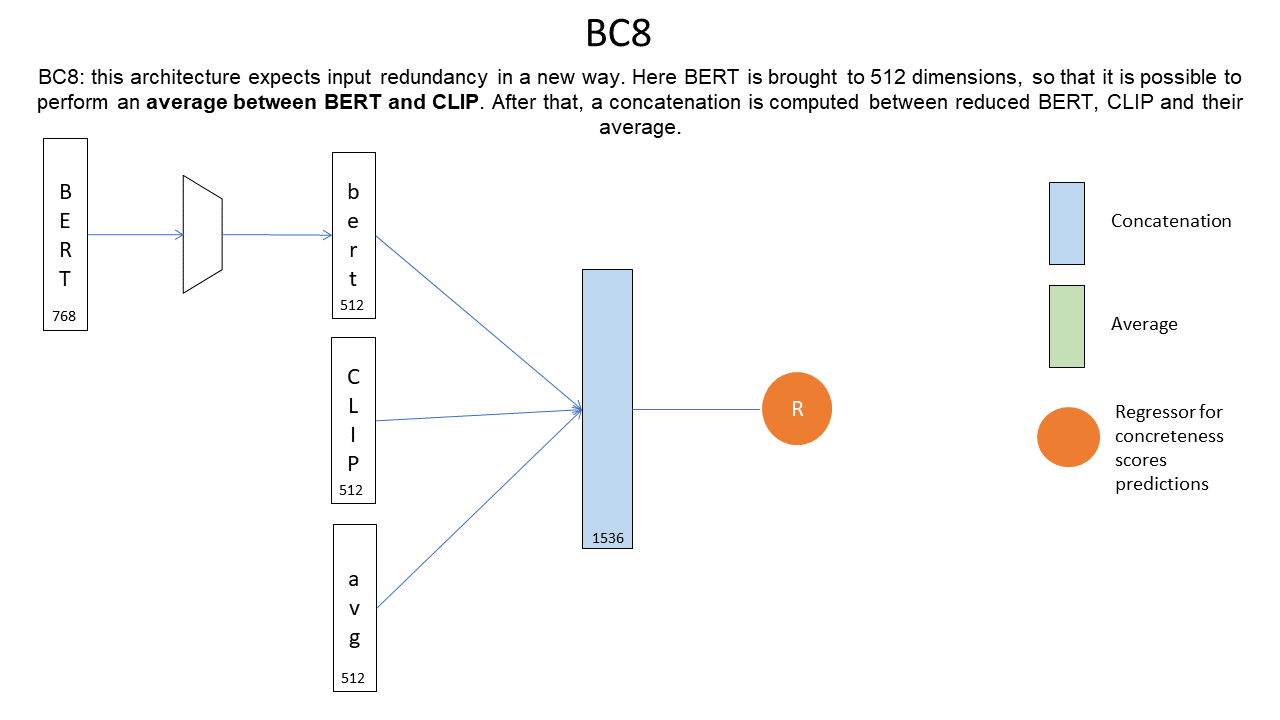 BC8
BC8: this architecture expects input redundancy in a new way. Here BERT is brought to 512 dimensions, so that it is possible to
perform an average between BERT and CLIP. After that, a concatenation is computed between reduced BERT, CLIP and their
average.
B
E
R
T
768
b
e
r
t
512
C
L
I
P
512
a
v
g
512
1536
R
Concatenation
Average
Regressor for
concreteness
scores
predictions